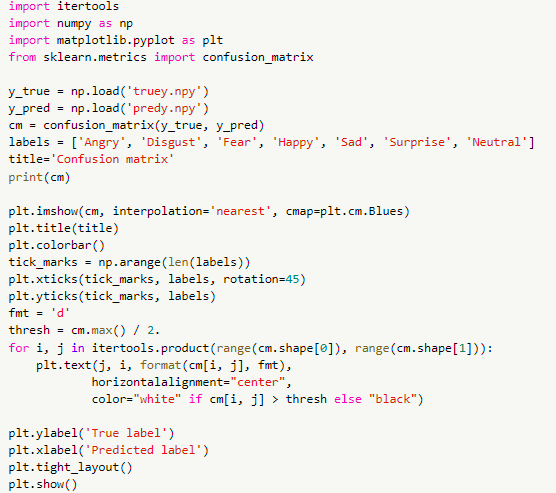 import itertools
import numpy as np
import matplotlib.pyplot as plt
from sklearn.metrics import confusion_matrix

y_true = np.load('truey.npy')
y_pred = np.load('predy.npy')
cm = confusion_matrix(y_true, y_pred)
labels = ['Angry', 'Disgust', 'Fear', 'Happy', 'Sad', 'Surprise', 'Neutral']
title='Confusion matrix'
print(cm)

plt.imshow(cm, interpolation='nearest', cmap=plt.cm.Blues)
plt.title(title)
plt.colorbar()
tick_marks = np.arange(len(labels))
plt.xticks(tick_marks, labels, rotation=45)
plt.yticks(tick_marks, labels)
fmt = 'd'
thresh = cm.max() / 2.
for i, j in itertools.product(range(cm.shape[0]), range(cm.shape[1])):
    plt.text(j, i, format(cm[i, j], fmt),
            horizontalalignment="center",
            color="white" if cm[i, j] > thresh else "black")

plt.ylabel('True label')
plt.xlabel('Predicted label')
plt.tight_layout()
plt.show()